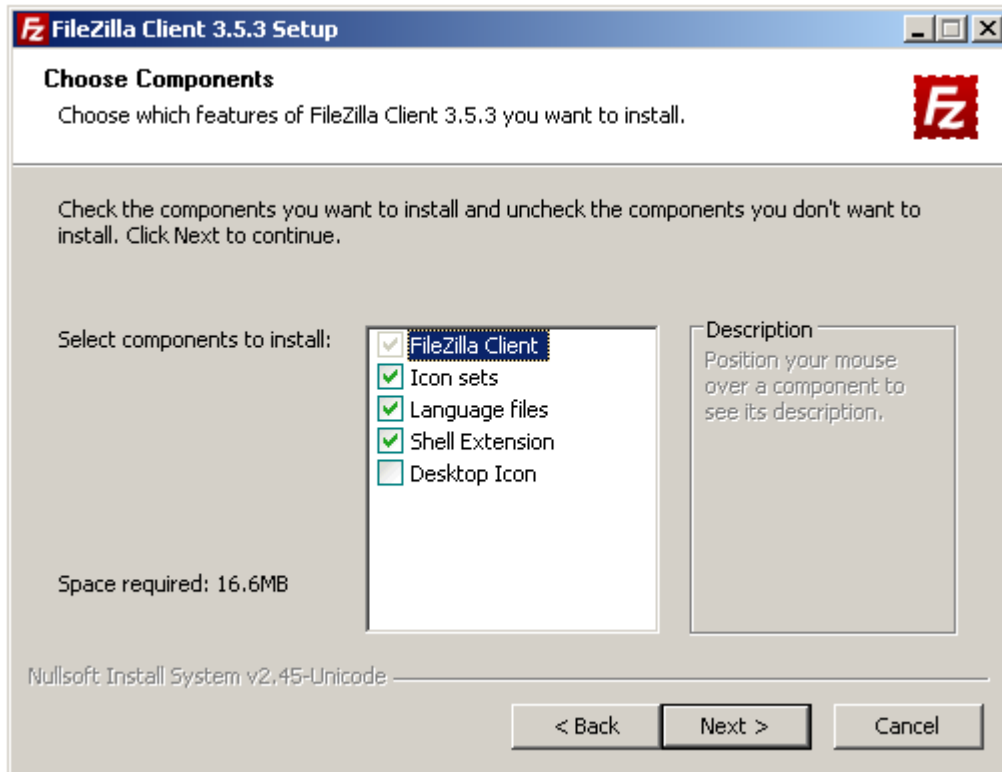 FileZilla Client 3.5.3 Setup
Choose Components
Choose which features of FileZilla Client 3.5.3 you want to install.
Fz
Check the components you want to install and uncheck the components you don't want to
install. Click Next to continue.
Select components to install:
FileZilla Client
Icon sets
Language files
Shell Extension
Desktop Icon
Description
Position your mouse
over a component to
see its description.
Space required: 16.6MB
Nullsoft Install System v2.45-Unicode
< Back
Next >
Cancel